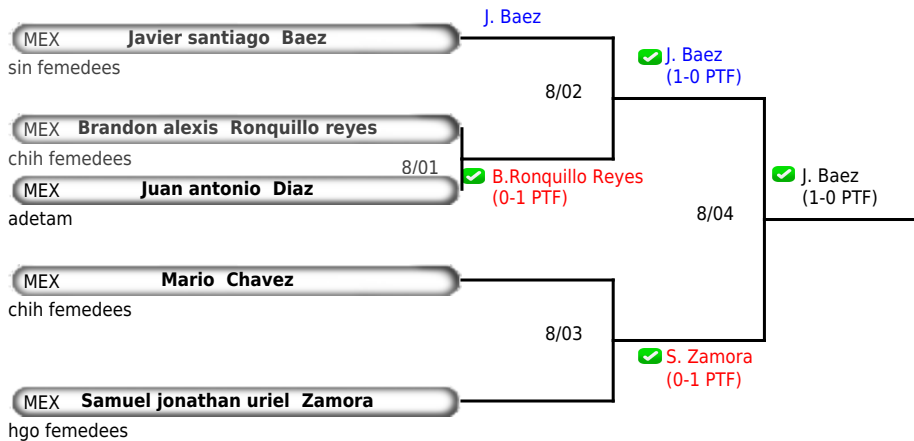 J. Baez
MEX Javier santiago Baez
sin femedees
J. Baez
(1-0 PTF)
8/02
MEX Brandon alexis Ronquillo reyes
chih femedees
8/01
B.Ronquillo Reyes
(0-1 PTF)
MEX Juan antonio Diaz
adetam
J. Baez
(1-0 PTF)
8/04
MEX Mario Chavez
chih femedees
8/03
S. Zamora
(0-1 PTF)
MEX Samuel jonathan uriel Zamora
hgo femedees